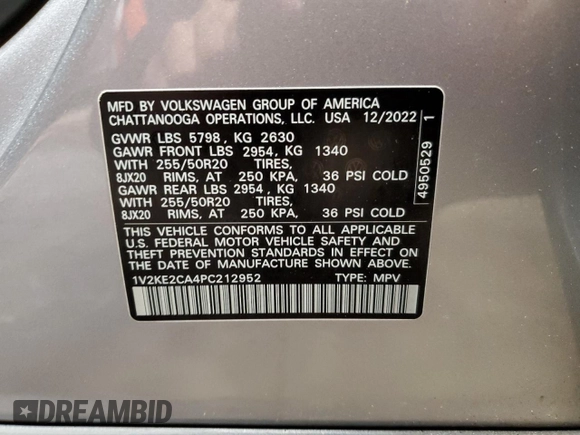 MFD BY VOLKSWAGEN GROUP OF AMERICA
CHATTANOOGA OPERATIONS, LLC. USA 12/2022
GVWR LBS 5798, KG 2630
GAWR FRONT LBS 2954, KG 1340
WITH 255/50R20 TIRES,
8JX20 RIMS, AT 250 KPA, 36 PSI COLD
GAWR REAR LBS 2954, KG 1340
WITH 255/50R20 TIRES,
8JX20 RIMS, AT 250 KPA, 36 PSI COLD
THIS VEHICLE CONFORMS TO ALL APPLICABLE
U.S. FEDERAL MOTOR VEHICLE SAFETY AND
THEFT PREVENTION STANDARDS IN EFFECT ON
THE DATE OF MANUFACTURE SHOWN ABOVE.
1V2KE2CA4PC212952 TYPE: MPV
4950529 1
DREAMBID